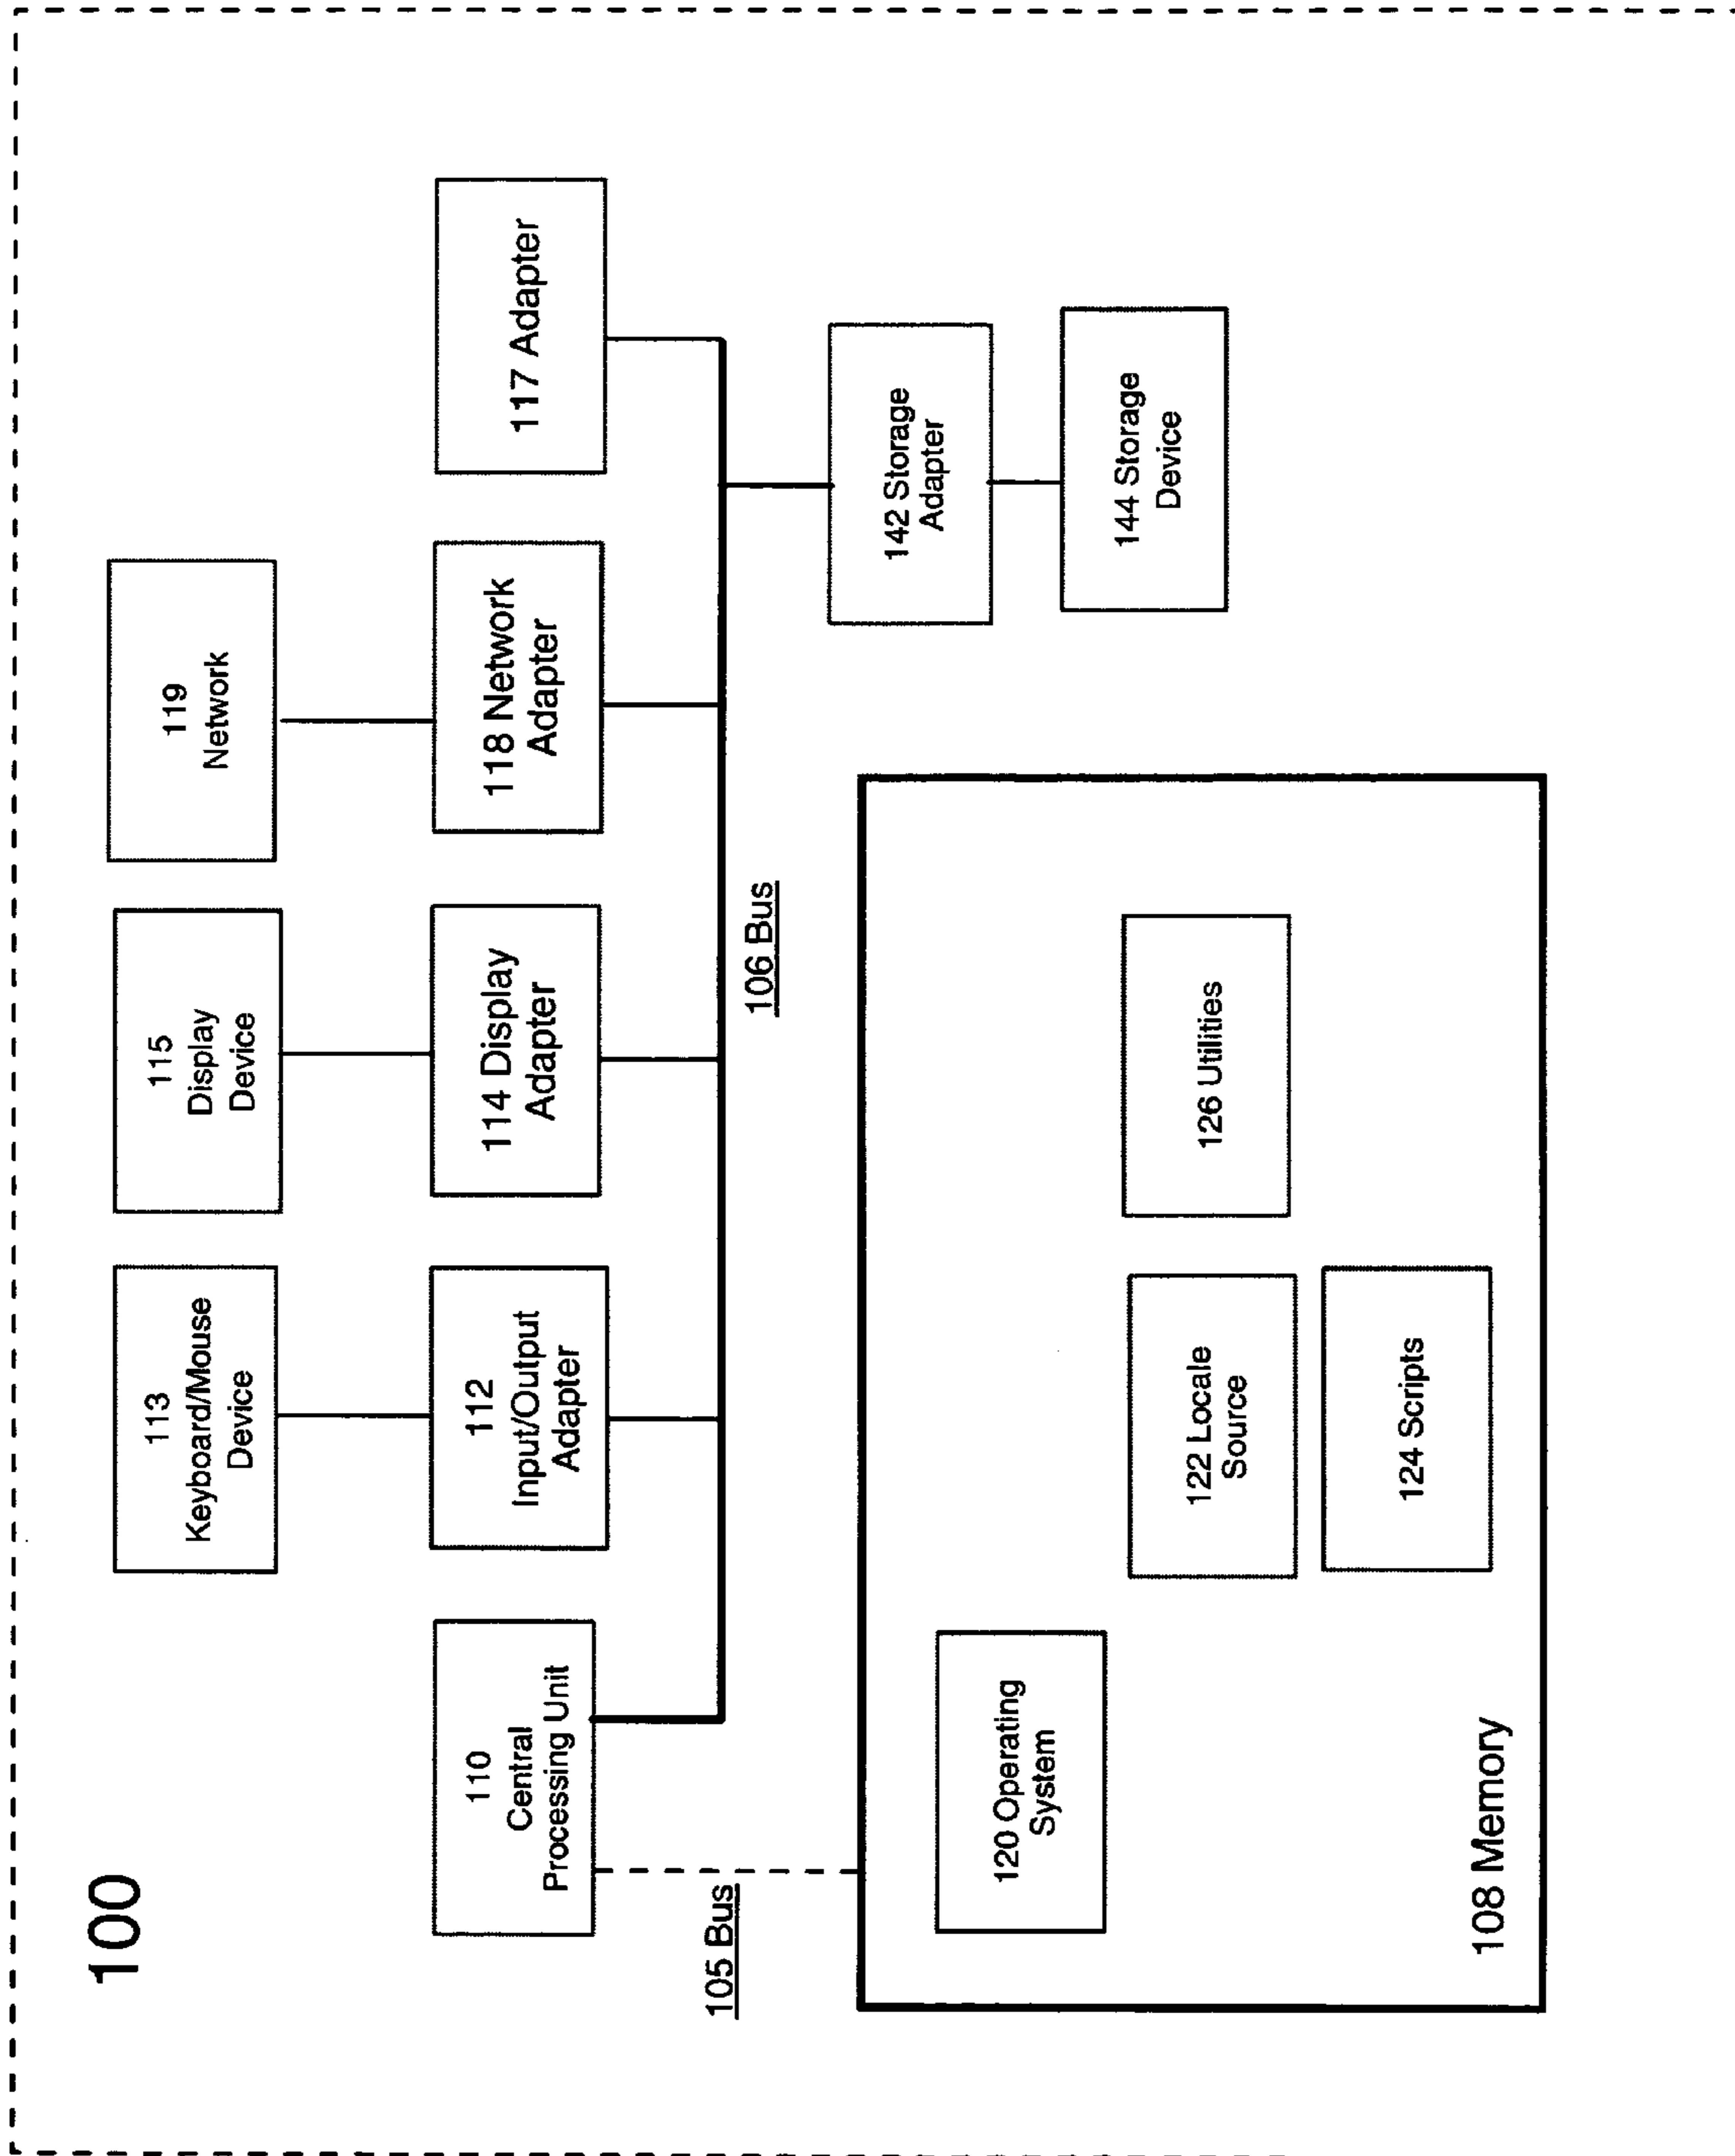 100
113
Keyboard/Mouse
Device
115
Display
Device
119
Network
110
Central
Processing Unit
112
Input/Output
Adapter
114 Display
Adapter
118 Network
Adapter
117 Adapter
105 Bus
106 Bus
142 Storage
Adapter
144 Storage
Device
120 Operating
System
122 Locale
Source
126 Utilities
124 Scripts
108 Memory